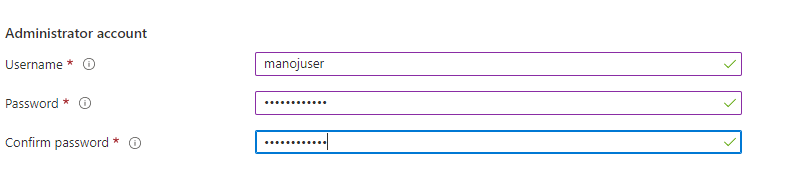 Administrator account
Username * manojuser
Password * ••••••••••••
Confirm password * ••••••••••••